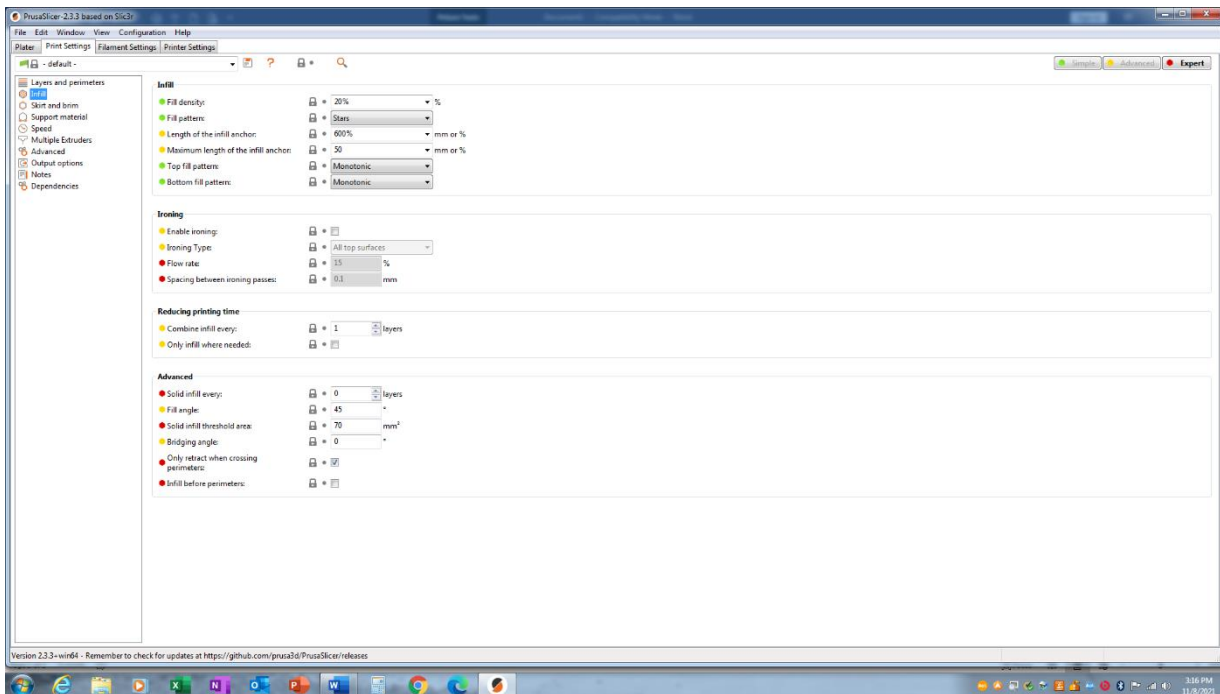 PrusaSlicer-2.3.3 based on Slic3r
File Edit Window View Configuration Help
Plater Print Settings Filament Settings Printer Settings
- default - Simple Advanced Expert
Layers and perimeters
Infill
Skirt and brim
Support material
Speed
Multiple Extruders
Advanced
Output options
Notes
Dependencies
Infill
Fill density: 20% %
Fill pattern: Stars
Length of the infill anchor: 600% mm or %
Maximum length of the infill anchor: 50 mm or %
Top fill pattern: Monotonic
Bottom fill pattern: Monotonic
Ironing
Enable ironing:
Ironing Type: All top surfaces
Flow rate: 15 %
Spacing between ironing passes: 0.1 mm
Reducing printing time
Combine infill every: 1 layers
Only infill where needed:
Advanced
Solid infill every: 0 layers
Fill angle: 45 °
Solid infill threshold area: 70 mm²
Bridging angle: 0 °
Only retract when crossing
perimeters:
Infill before perimeters:
Version 2.3.3+win64 - Remember to check for updates at https://github.com/prusa3d/PrusaSlicer/releases
3:16 PM